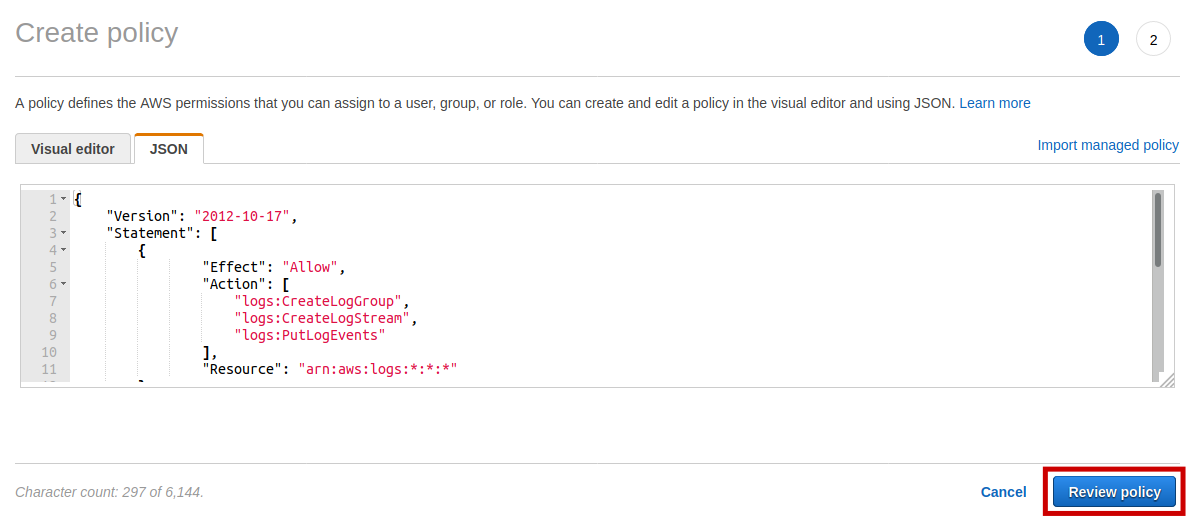 Create policy
1 2
A policy defines the AWS permissions that you can assign to a user, group, or role. You can create and edit a policy in the visual editor and using JSON. Learn more
Visual editor JSON Import managed policy
1 {
2 "Version": "2012-10-17",
3 "Statement": [
4 {
5 "Effect": "Allow",
6 "Action": [
7 "logs:CreateLogGroup",
8 "logs:CreateLogStream",
9 "logs:PutLogEvents"
10 ],
11 "Resource": "arn:aws:logs:*:*:*"
Character count: 297 of 6,144. Cancel Review policy